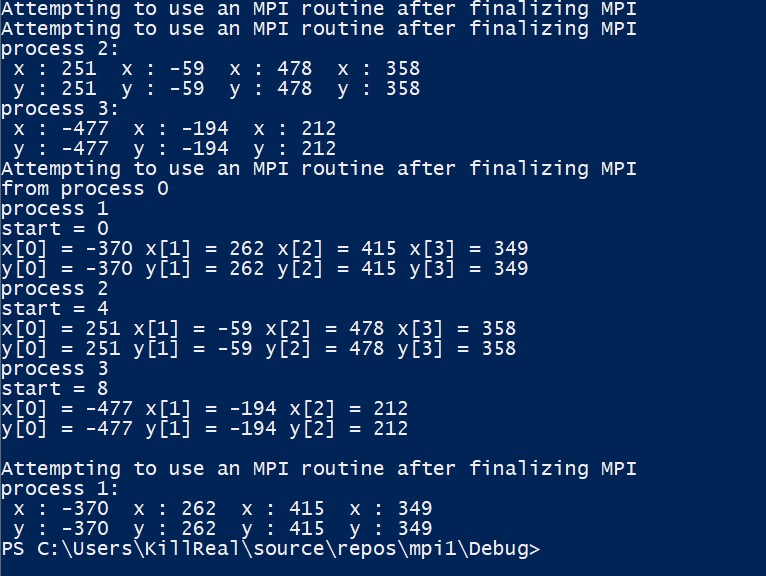 Attempting to use an MPI routine after finalizing MPI
Attempting to use an MPI routine after finalizing MPI
process 2:
 x : 251  x : -59  x : 478  x : 358
 y : 251  y : -59  y : 478  y : 358
process 3:
 x : -477  x : -194  x : 212
 y : -477  y : -194  y : 212
Attempting to use an MPI routine after finalizing MPI
from process 0
process 1
start = 0
x[0] = -370 x[1] = 262 x[2] = 415 x[3] = 349
y[0] = -370 y[1] = 262 y[2] = 415 y[3] = 349
process 2
start = 4
x[0] = 251 x[1] = -59 x[2] = 478 x[3] = 358
y[0] = 251 y[1] = -59 y[2] = 478 y[3] = 358
process 3
start = 8
x[0] = -477 x[1] = -194 x[2] = 212
y[0] = -477 y[1] = -194 y[2] = 212
Attempting to use an MPI routine after finalizing MPI
process 1:
 x : -370  x : 262  x : 415  x : 349
 y : -370  y : 262  y : 415  y : 349
PS C:\Users\KillReal\source\repos\mpi1\Debug>